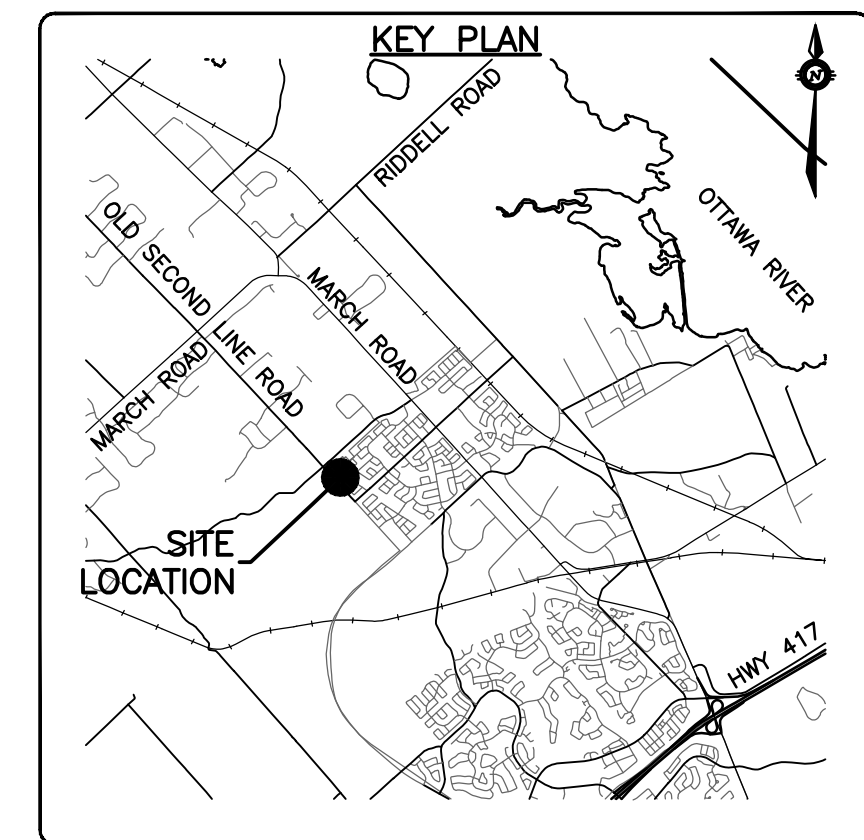 KEY PLAN
N
RIDDELL ROAD
OTTAWA RIVER
OLD SECOND LINE ROAD
MARCH ROAD
MARCH ROAD
SITE
LOCATION
HWY 417